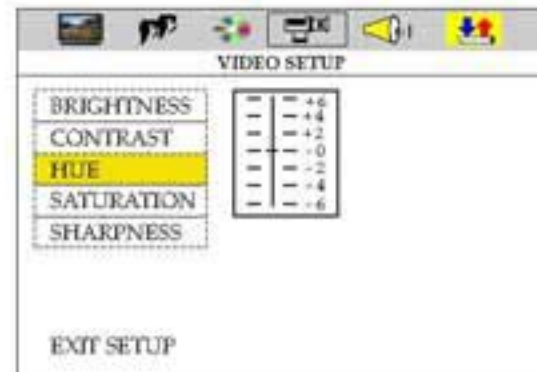 VIDEO SETUP
BRIGHTNESS
CONTRAST
HUE
SATURATION
SHARPNESS
+6
+4
+2
- 0
- 2
- 4
- 6
EXIT SETUP